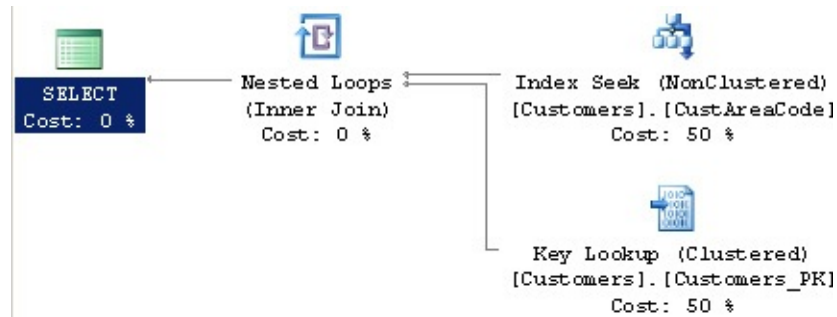 SELECT
Cost: 0 %
Nested Loops
(Inner Join)
Cost: 0 %
Index Seek (NonClustered)
[Customers].[CustAreaCode]
Cost: 50 %
Key Lookup (Clustered)
[Customers].[Customers_PK]
Cost: 50 %